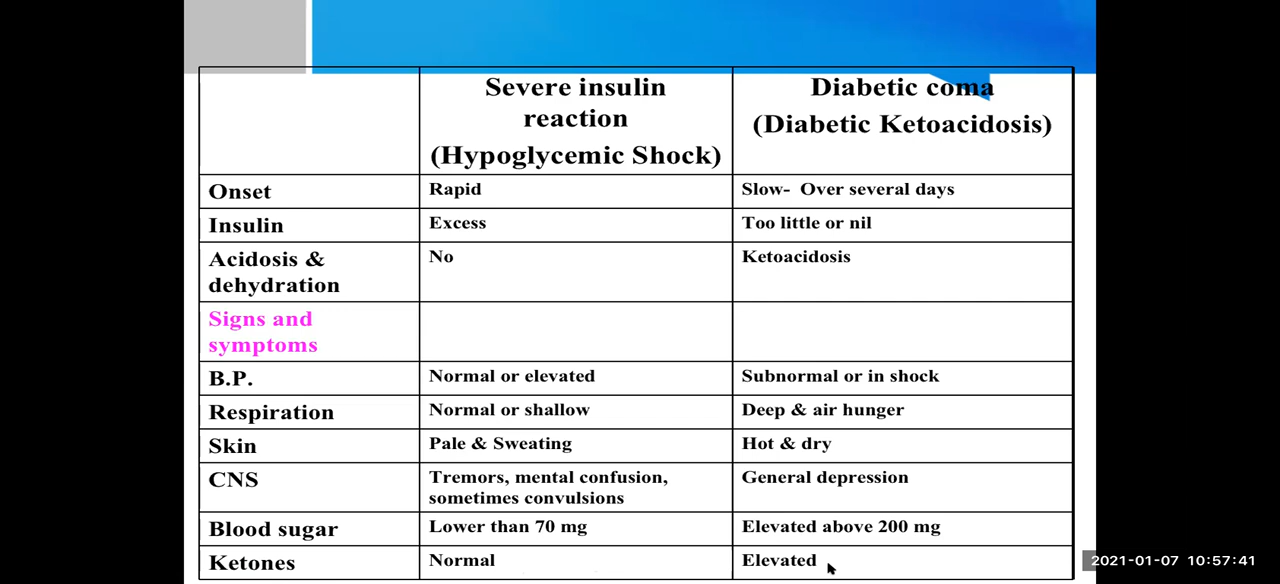 Severe insulin
reaction
(Hypoglycemic Shock)
Diabetic coma
(Diabetic Ketoacidosis)
Onset
Rapid
Slow- Over several days
Insulin
Excess
Too little or nil
Acidosis &
dehydration
No
Ketoacidosis
Signs and
symptoms
B.P.
Normal or elevated
Subnormal or in shock
Respiration
Normal or shallow
Deep & air hunger
Skin
Pale & Sweating
Hot & dry
CNS
Tremors, mental confusion,
sometimes convulsions
General depression
Blood sugar
Lower than 70 mg
Elevated above 200 mg
Ketones
Normal
Elevated
2021-01-07 10:57:41